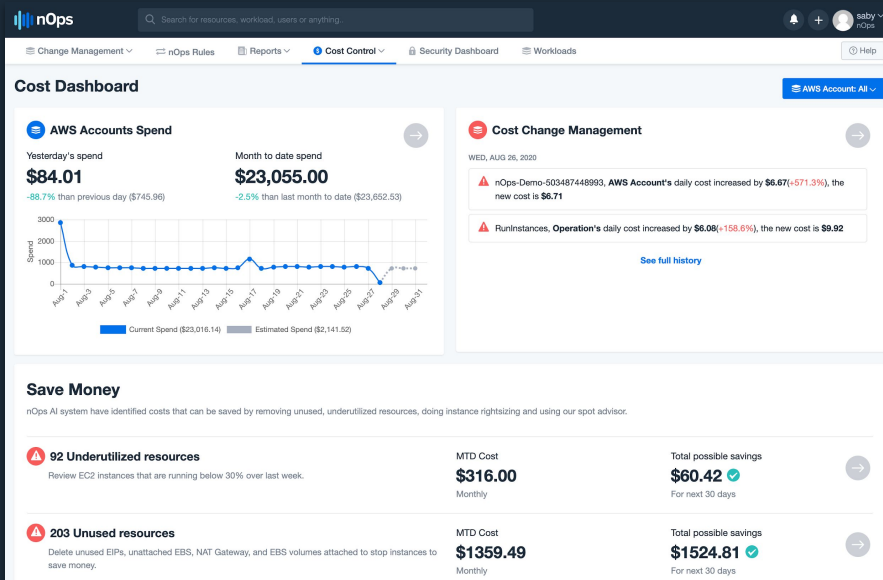 nOps
Search for resources, workload, users or anything..
saby
nOps
Change Management
nOps Rules
Reports
Cost Control
Security Dashboard
Workloads
Help
Cost Dashboard
AWS Account: All
AWS Accounts Spend
Yesterday's spend
$84.01
-88.7% than previous day ($745.96)
Month to date spend
$23,055.00
-2.5% than last month to date ($23,652.53)
Spend
3000
2000
1000
0
Aug-1 Aug-3 Aug-5 Aug-7 Aug-9 Aug-11 Aug-13 Aug-15 Aug-17 Aug-19 Aug-21 Aug-23 Aug-25 Aug-27 Aug-29 Aug-31
Current Spend ($23,016.14) Estimated Spend ($2,141.52)
Cost Change Management
WED, AUG 26, 2020
nOps-Demo-503487448993, AWS Account's daily cost increased by $6.67(+571.3%), the
new cost is $6.71
RunInstances, Operation's daily cost increased by $6.08(+158.6%), the new cost is $9.92
See full history
Save Money
nOps AI system have identified costs that can be saved by removing unused, underutilized resources, doing instance rightsizing and using our spot advisor.
92 Underutilized resources
Review EC2 instances that are running below 30% over last week.
MTD Cost
$316.00
Monthly
Total possible savings
$60.42
For next 30 days
203 Unused resources
Delete unused EIPs, unattached EBS, NAT Gateway, and EBS volumes attached to stop instances to
save money.
MTD Cost
$1359.49
Monthly
Total possible savings
$1524.81
For next 30 days